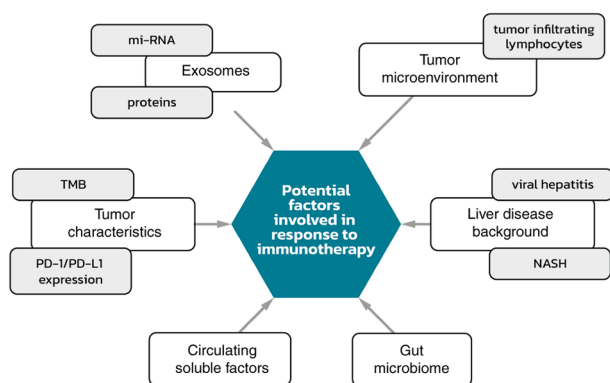 mi-RNA
Exosomes
proteins
tumor infiltrating
lymphocytes
Tumor
microenvironment
TMB
Tumor
characteristics
PD-1/PD-L1
expression
Potential
factors
involved in
response to
immunotherapy
viral hepatitis
Liver disease
background
NASH
Circulating
soluble factors
Gut
microbiome